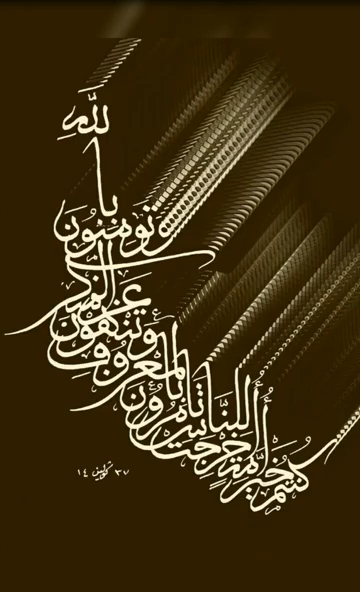 كنتم خير أمة أخرجت للناس تأمرون بالمعروف وتنهون عن المنكر وتؤمنون بالله